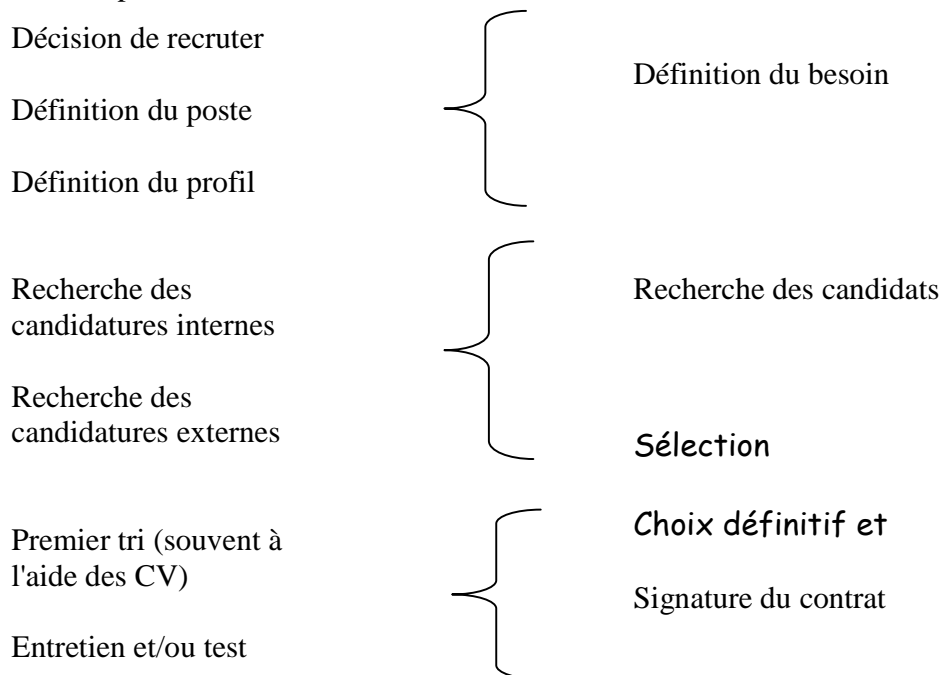 Décision de recruter
Définition du besoin
Définition du poste
Définition du profil
Recherche des
candidatures internes
Recherche des candidats
Recherche des
candidatures externes
Sélection
Premier tri (souvent à
l'aide des CV)
Choix définitif et
Signature du contrat
Entretien et/ou test